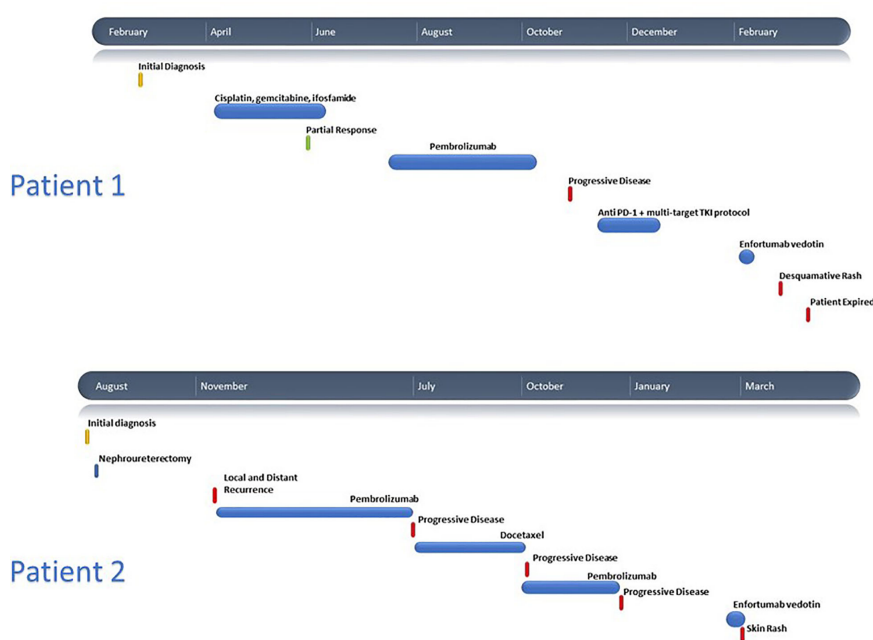 February April June August October December February
Initial Diagnosis
Cisplatin, gemcitabine, ifosfamide
Partial Response
Pembrolizumab
Patient 1
Progressive Disease
Anti PD-1 + multi-target TKI protocol
Enfortumab vedotin
Desquamative Rash
Patient Expired
August November July October January March
Initial diagnosis
Nephroureterectomy
Local and Distant
Recurrence
Pembrolizumab
Progressive Disease
Docetaxel
Progressive Disease
Patient 2
Pembrolizumab
Progressive Disease
Enfortumab vedotin
Skin Rash